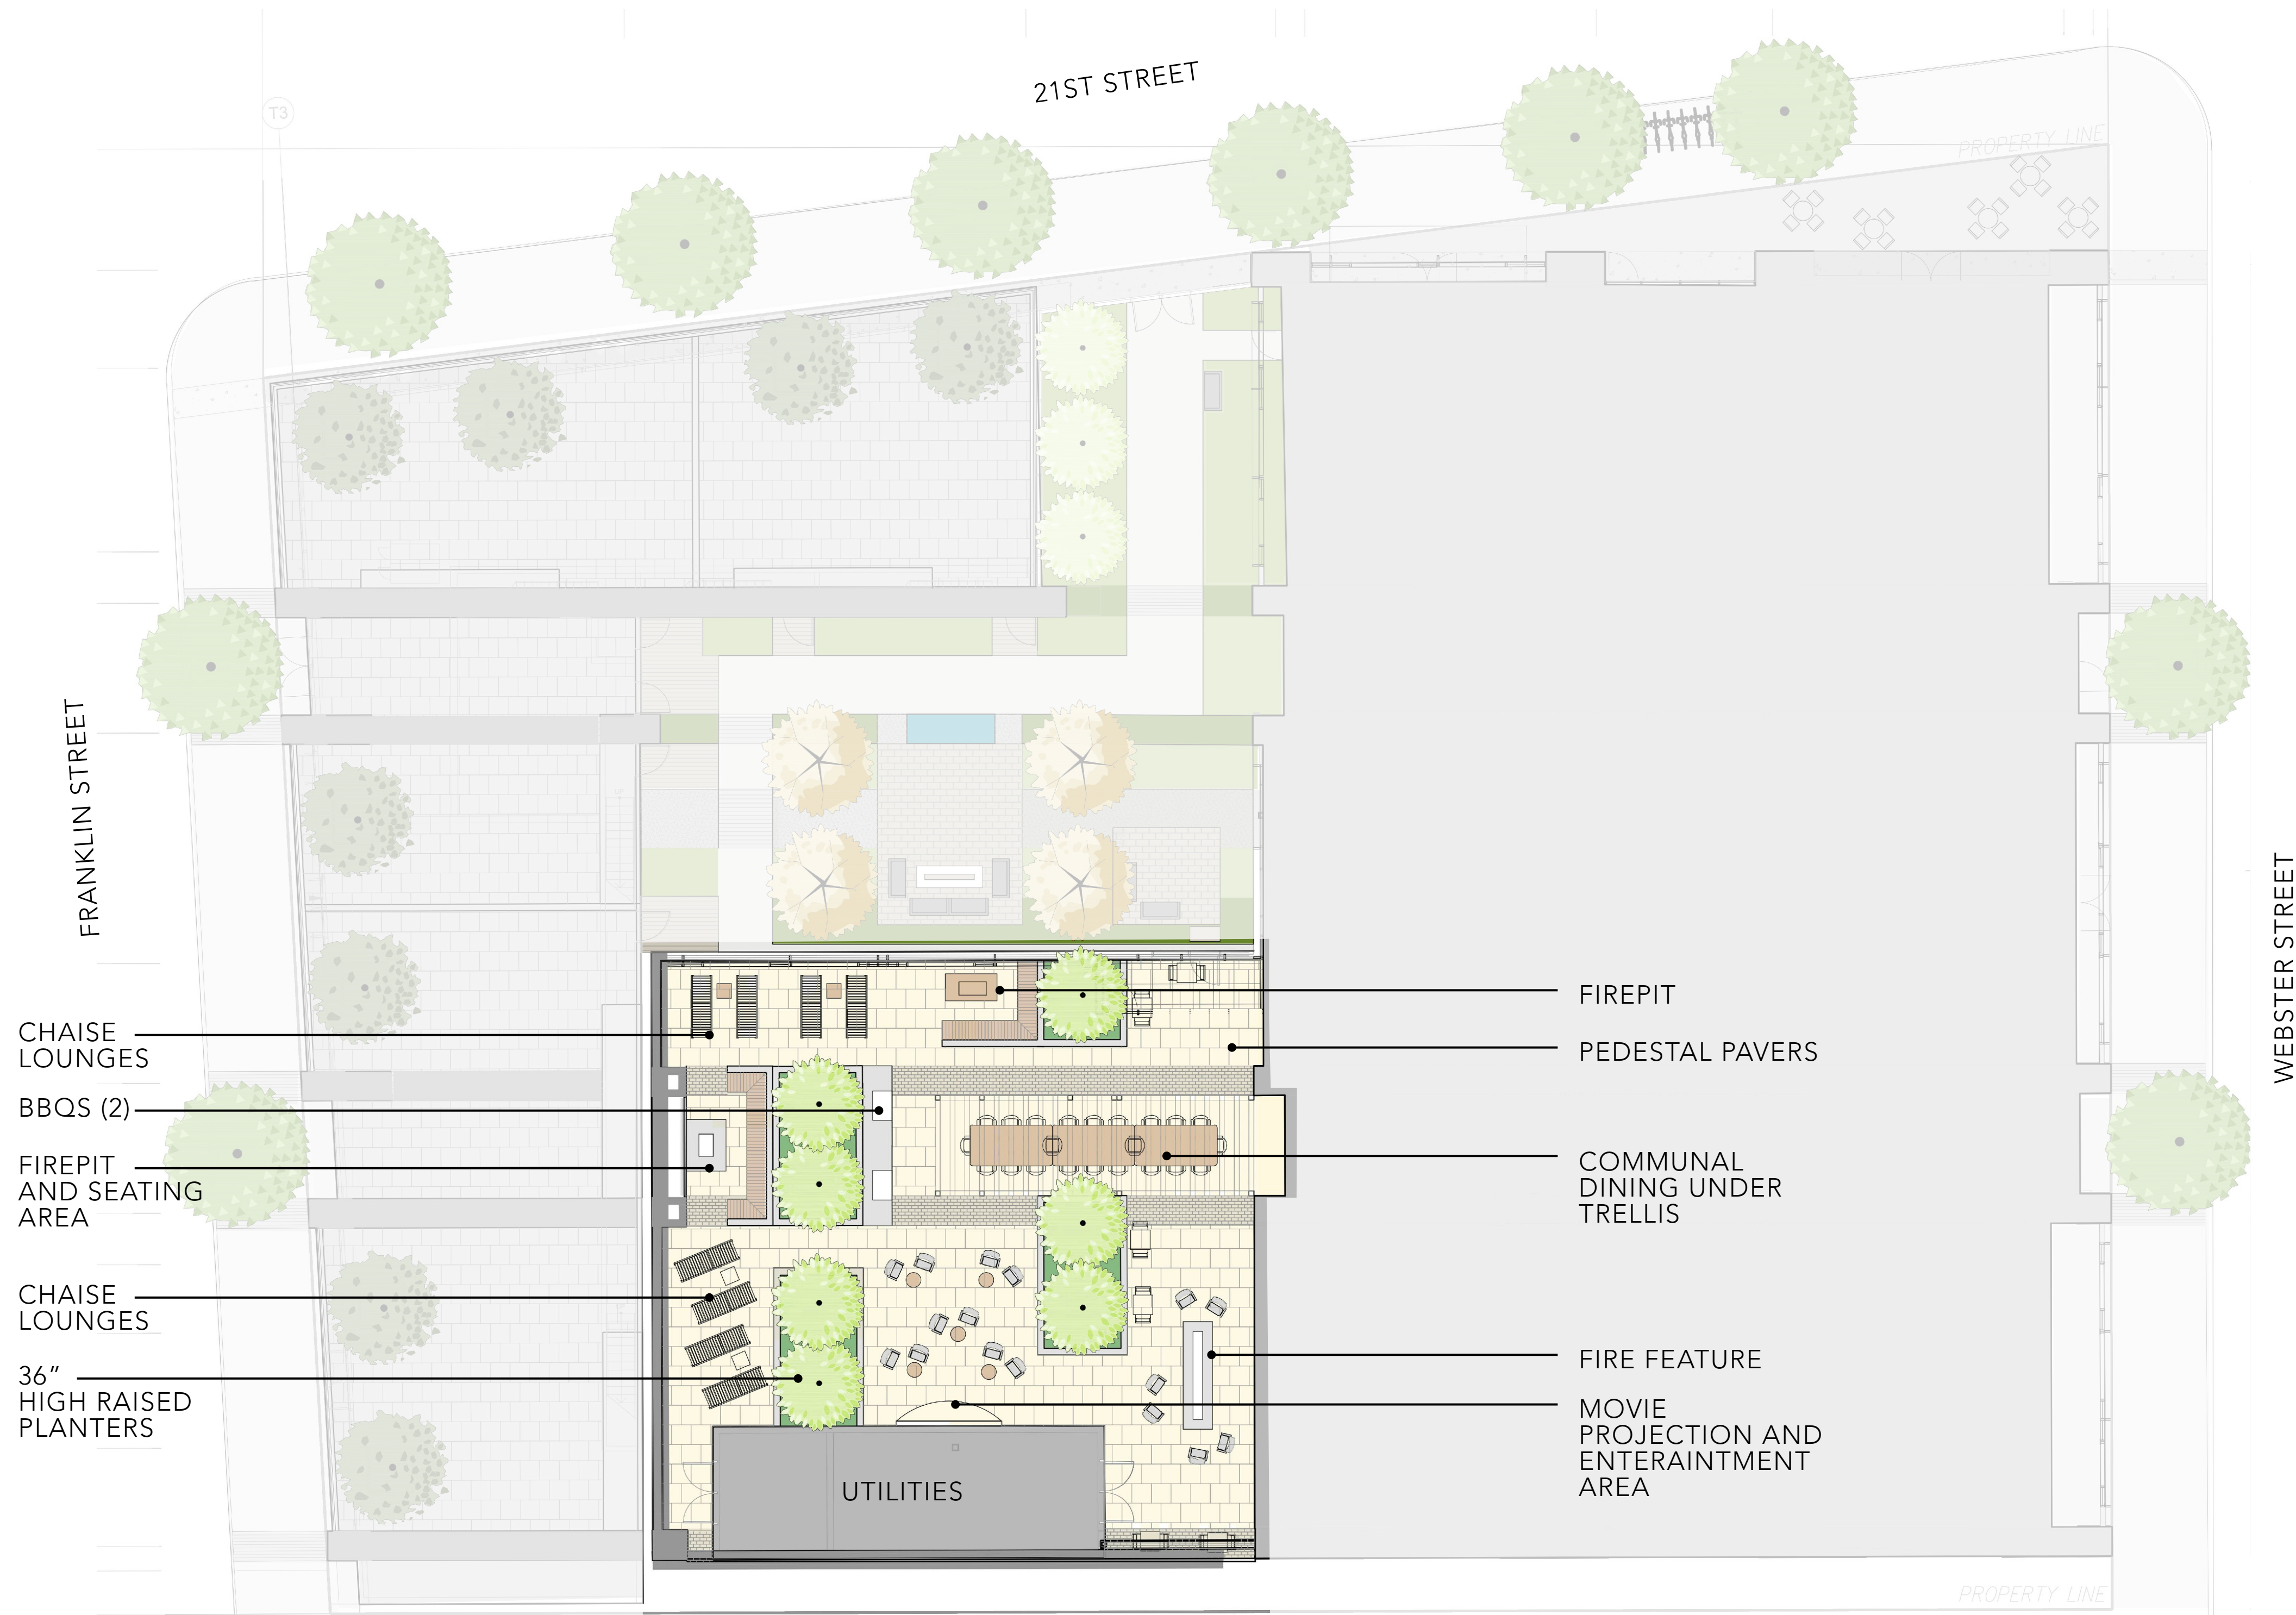 21ST STREET
T3
PROPERTY LINE
FRANKLIN STREET
WEBSTER STREET
CHAISE
LOUNGES
BBQS (2)
FIREPIT
AND SEATING
AREA
CHAISE
LOUNGES
36”
HIGH RAISED
PLANTERS
FIREPIT
PEDESTAL PAVERS
COMMUNAL
DINING UNDER
TRELLIS
FIRE FEATURE
MOVIE
PROJECTION AND
ENTERAINTMENT
AREA
UTILITIES
PROPERTY LINE